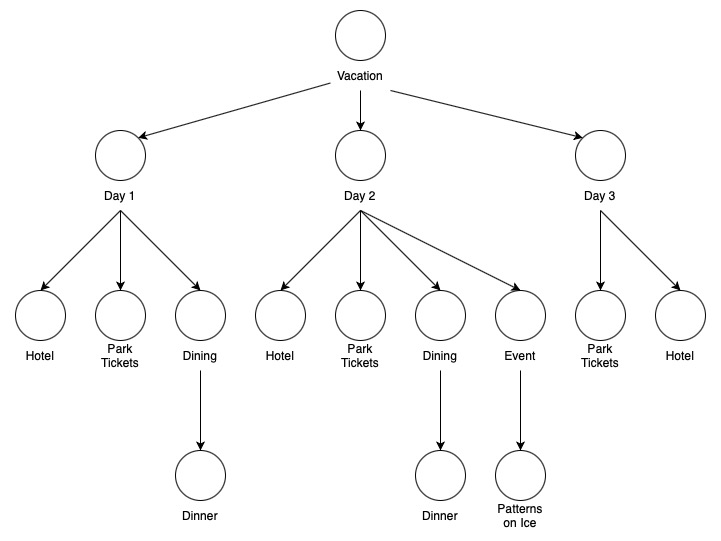 Vacation
Day 1
Day 2
Day 3
Hotel
Park
Tickets
Dining
Hotel
Park
Tickets
Dining
Event
Park
Tickets
Hotel
Dinner
Dinner
Patterns
on Ice